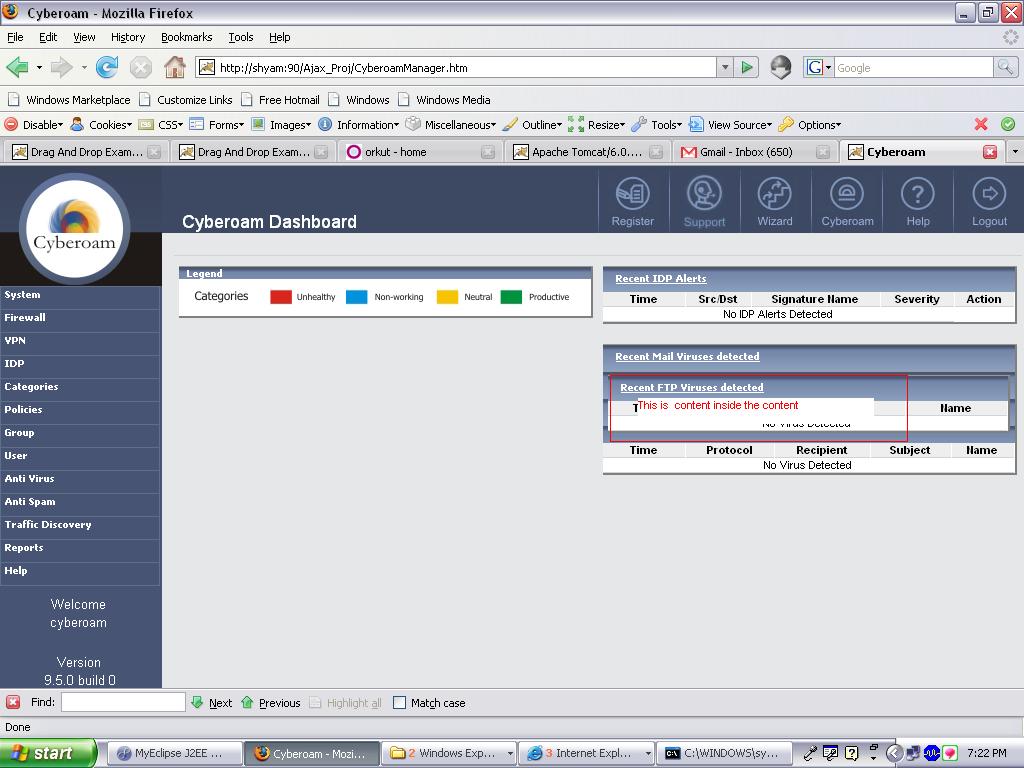 Cyberoam - Mozilla Firefox
File Edit View History Bookmarks Tools Help
http://shyam:90/Ajax_Proj/CyberoamManager.htm
G Google
Windows Marketplace Customize Links Free Hotmail Windows Windows Media
Disable Cookies CSS Forms Images Information Miscellaneous Outline Resize Tools View Source Options
Drag And Drop Exam... Drag And Drop Exam... orkut - home Apache Tomcat/6.0.... Gmail - Inbox (650) Cyberoam
Cyberoam
Cyberoam Dashboard
Register Support Wizard Cyberoam Help Logout
System
Firewall
VPN
IDP
Categories
Policies
Group
User
Anti Virus
Anti Spam
Traffic Discovery
Reports
Help
Welcome
cyberoam
Version
9.5.0 build 0
Legend
Categories Unhealthy Non-working Neutral Productive
Recent IDP Alerts
Time Src/Dst Signature Name Severity Action
No IDP Alerts Detected
Recent Mail Viruses detected
Recent FTP Viruses detected
This is content inside the content
Name
No Virus Detected
Time Protocol Recipient Subject Name
No Virus Detected
Find: Next Previous Highlight all Match case
Done
start MyEclipse J2EE ... Cyberoam - Mozi... 2 Windows Exp... 3 Internet Expl... C:\WINDOWS\sy... 7:22 PM